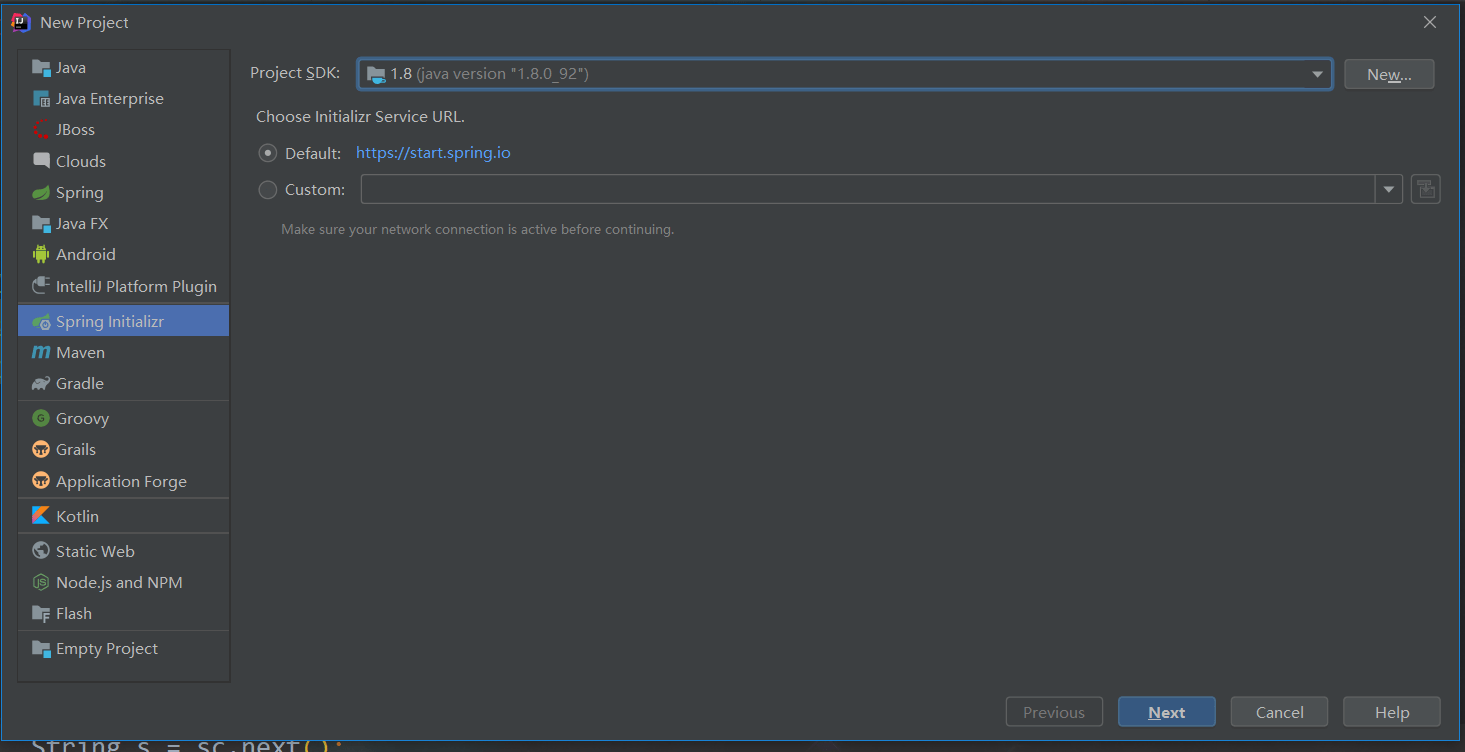 New Project
Java
Java Enterprise
JBoss
Clouds
Spring
Java FX
Android
IntelliJ Platform Plugin
Spring Initializr
Maven
Gradle
Groovy
Grails
Application Forge
Kotlin
Static Web
Node.js and NPM
Flash
Empty Project
Project SDK: 1.8 (java version "1.8.0_92") New...
Choose Initializr Service URL.
Default: https://start.spring.io
Custom:
Make sure your network connection is active before continuing.
Previous Next Cancel Help
String s = sc.next();